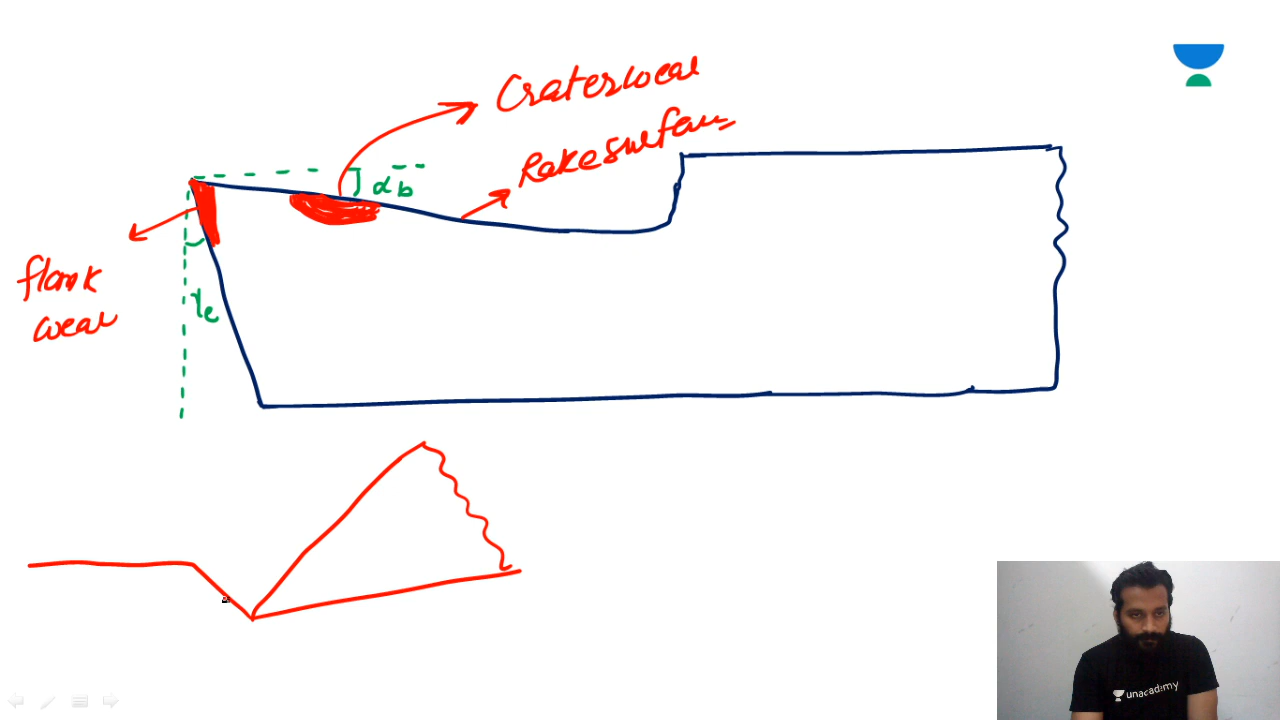 Craterwear
Rakesurface
αb
flank
wear
γe
unacademy